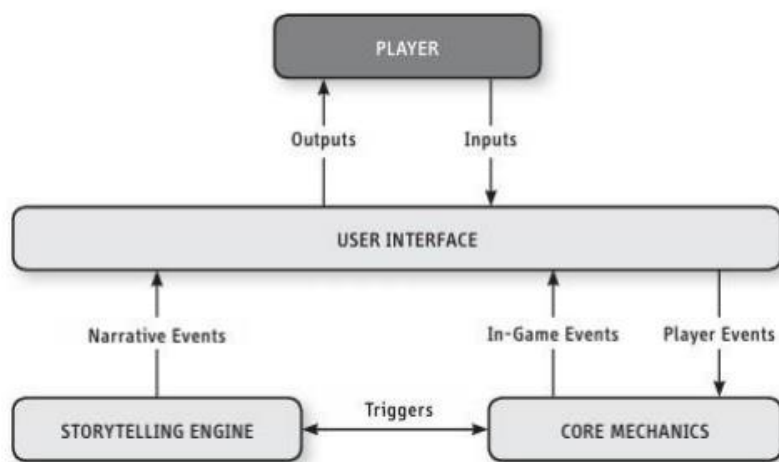 PLAYER
Outputs
Inputs
USER INTERFACE
Narrative Events
In-Game Events
Player Events
Triggers
STORYTELLING ENGINE
CORE MECHANICS